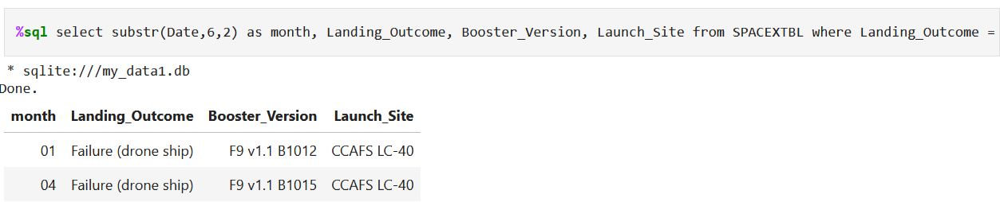 %sql select substr(Date,6,2) as month, Landing_Outcome, Booster_Version, Launch_Site from SPACEXTBL where Landing_Outcome =
* sqlite:///my_data1.db
Done.
month Landing_Outcome Booster_Version Launch_Site
01 Failure (drone ship) F9 v1.1 B1012 CCAFS LC-40
04 Failure (drone ship) F9 v1.1 B1015 CCAFS LC-40